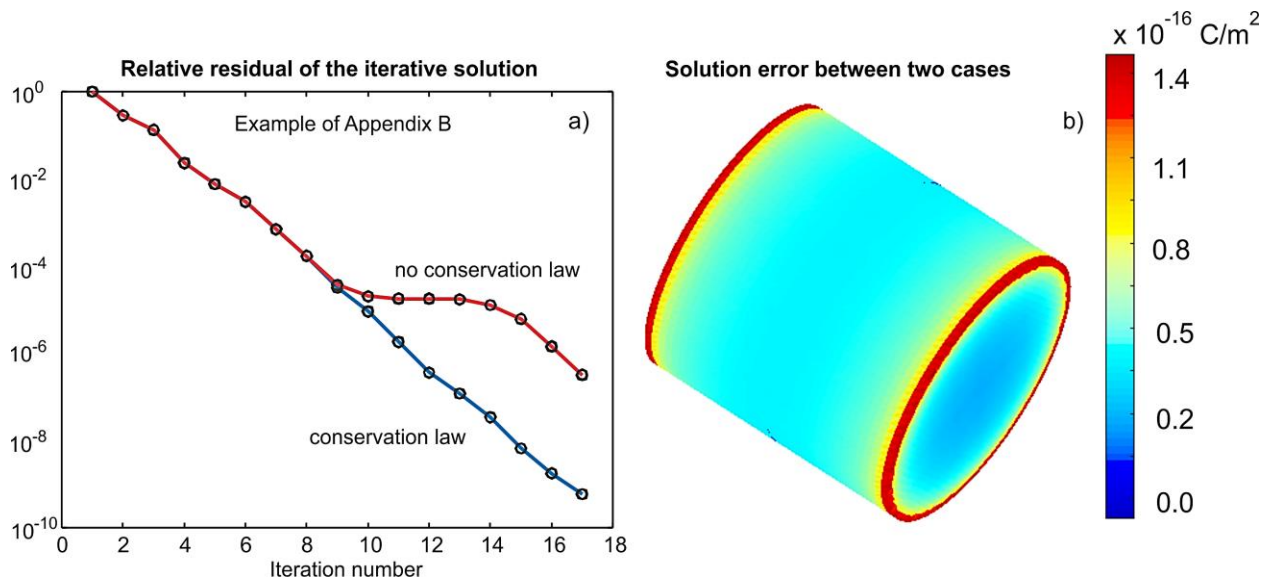 Relative residual of the iterative solution
10^0
10^-2
10^-4
10^-6
10^-8
10^-10
Example of Appendix B
a)
no conservation law
conservation law
0 2 4 6 8 10 12 14 16 18
Iteration number
Solution error between two cases
b)
x 10^-16 C/m^2
1.4
1.1
0.8
0.5
0.2
0.0